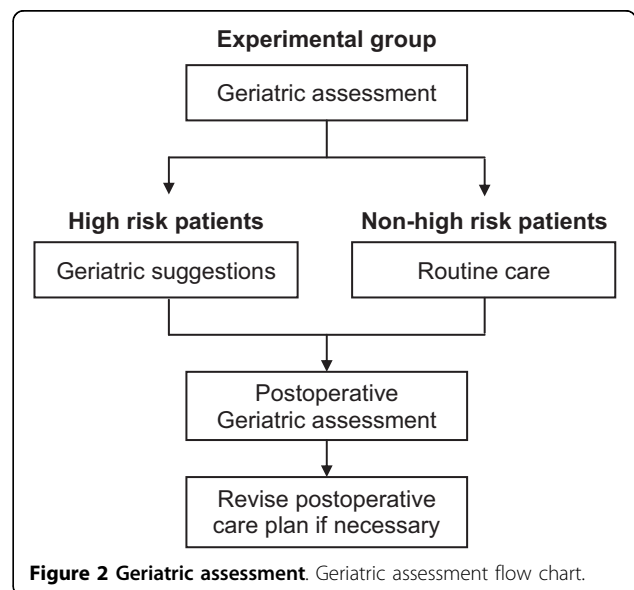 Experimental group
Geriatric assessment
High risk patients
Non-high risk patients
Geriatric suggestions
Routine care
Postoperative
Geriatric assessment
Revise postoperative
care plan if necessary
Figure 2 Geriatric assessment. Geriatric assessment flow chart.